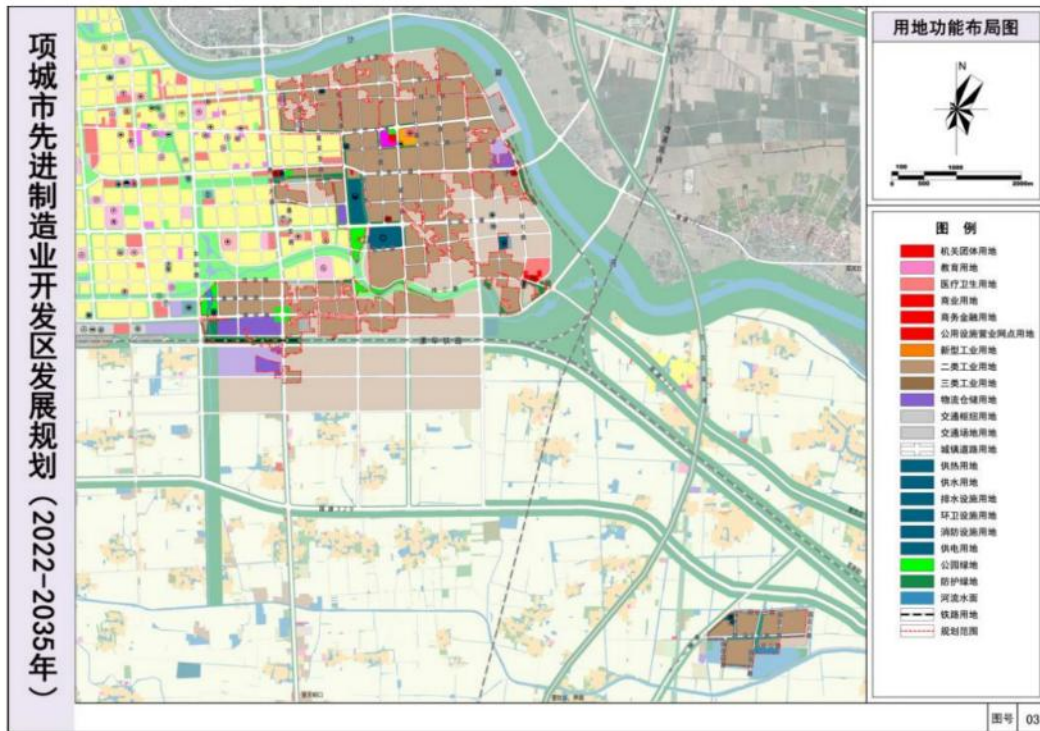 项城市先进制造业开发区发展规划（2022-2035年）
用地功能布局图
N
100 1000
0 500 2000m
图 例
机关团体用地
教育用地
医疗卫生用地
商业用地
商务金融用地
公用设施营业网点用地
新型工业用地
二类工业用地
三类工业用地
物流仓储用地
交通枢纽用地
交通场地用地
城镇道路用地
供热用地
供水用地
排水设施用地
环卫设施用地
消防设施用地
供电用地
公园绿地
防护绿地
河流水面
铁路用地
规划范围
图号 03